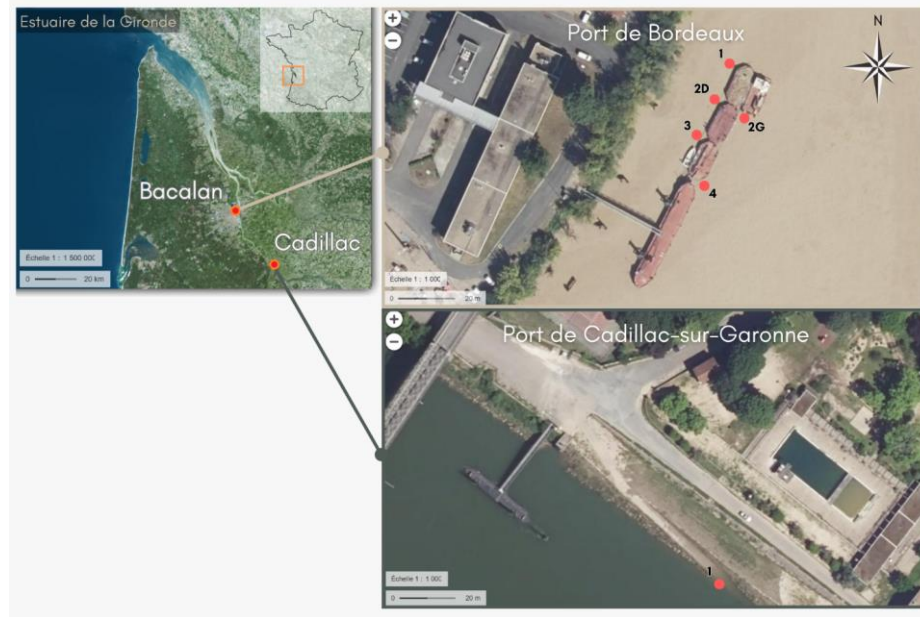 Estuaire de la Gironde
Bacalan
Cadillac
Échelle 1 : 1 500 000
0 20 km
+
−
Port de Bordeaux
N
1
2D
2G
3
4
Échelle 1 : 1 000
0 20 m
+
−
Port de Cadillac-sur-Garonne
1
Échelle 1 : 1 000
0 20 m